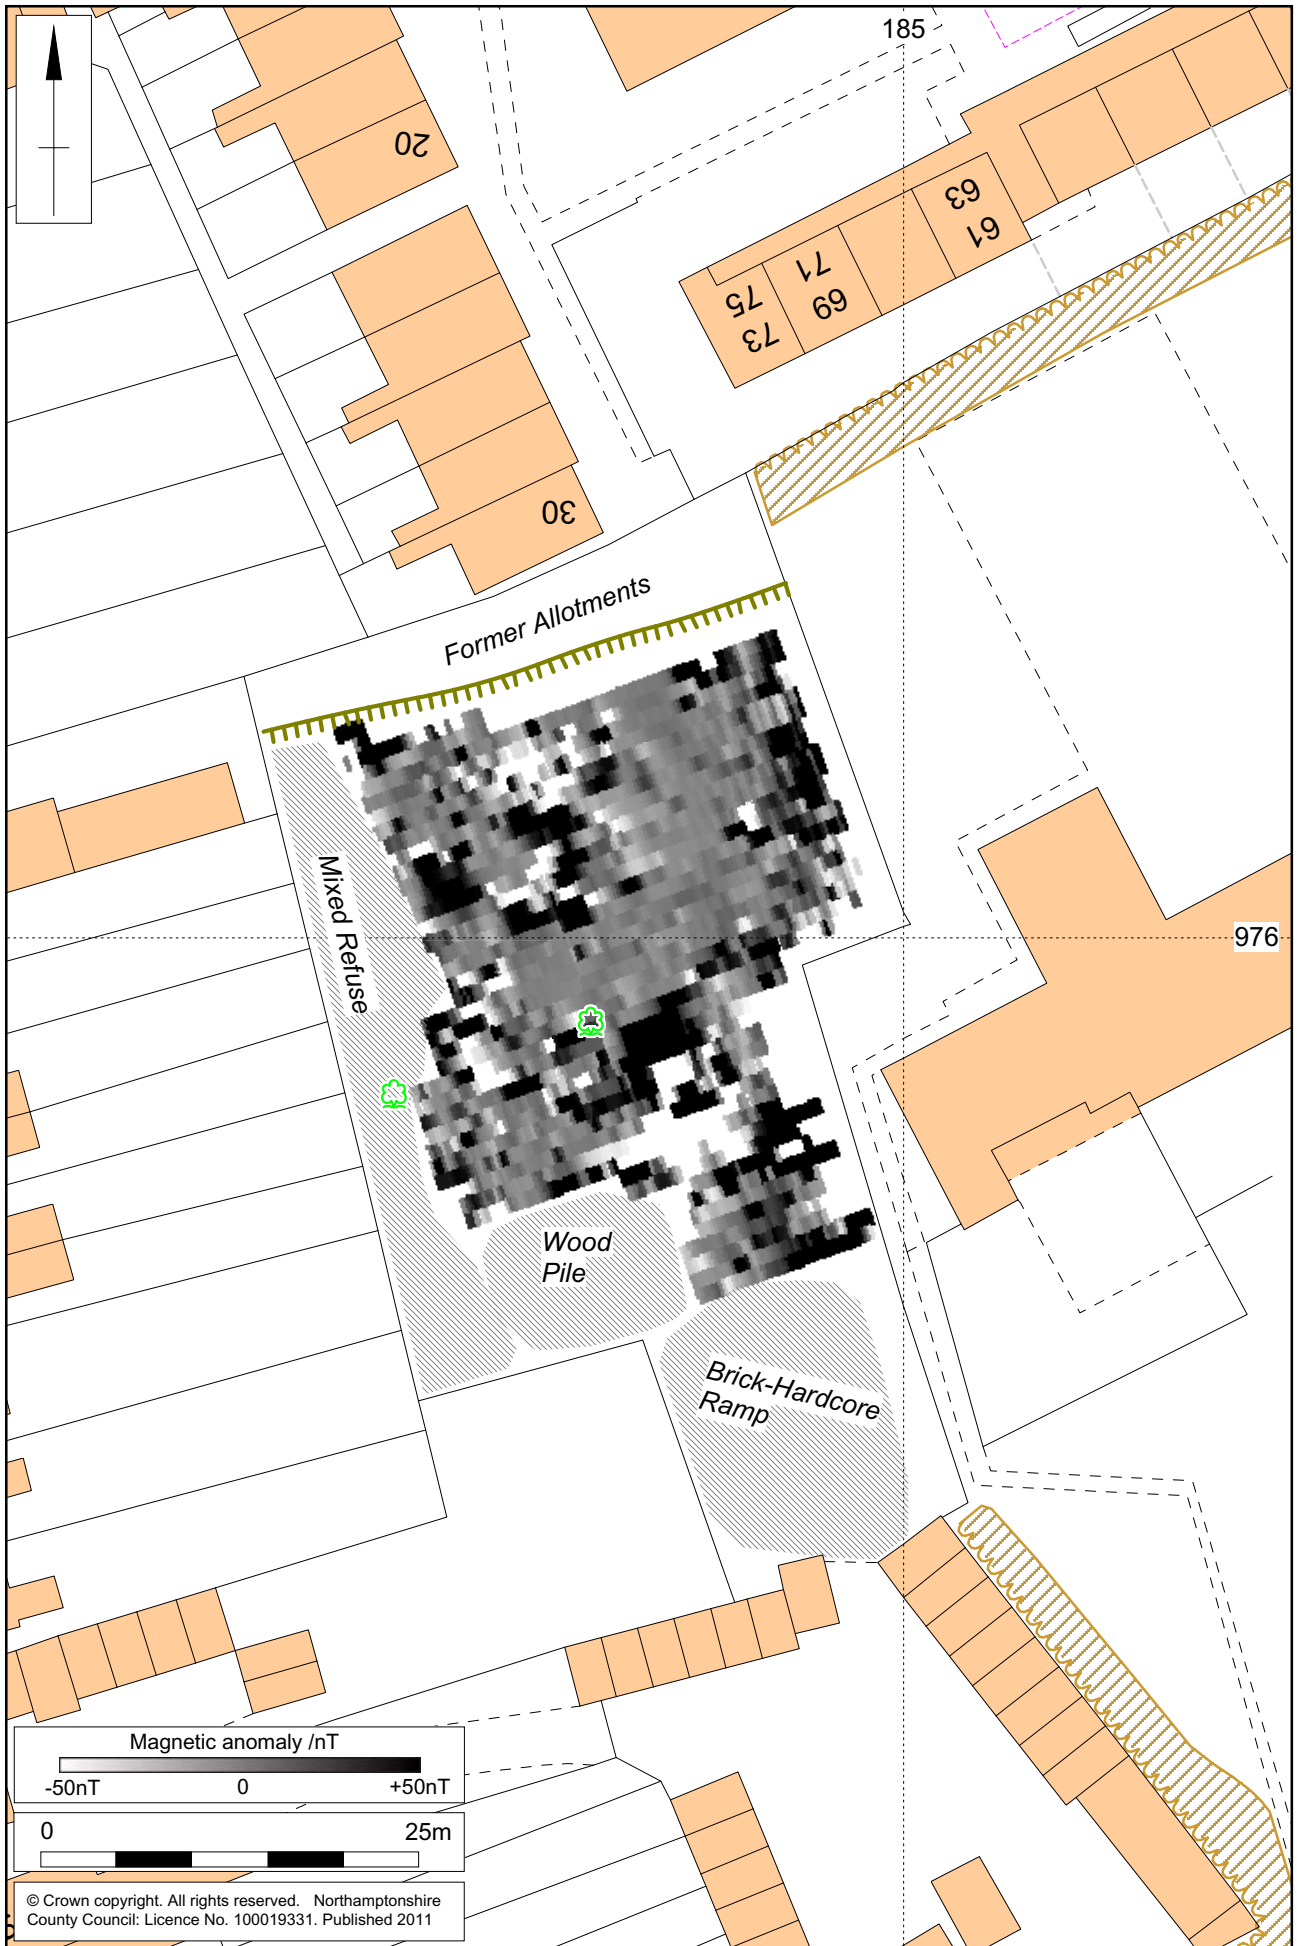 185
20
63
61
71
69
75
73
30
Former Allotments
976
Mixed Refuse
Wood
Pile
Brick-Hardcore
Ramp
Magnetic anomaly /nT
-50nT 0 +50nT
0 25m
© Crown copyright. All rights reserved. Northamptonshire
County Council: Licence No. 100019331. Published 2011